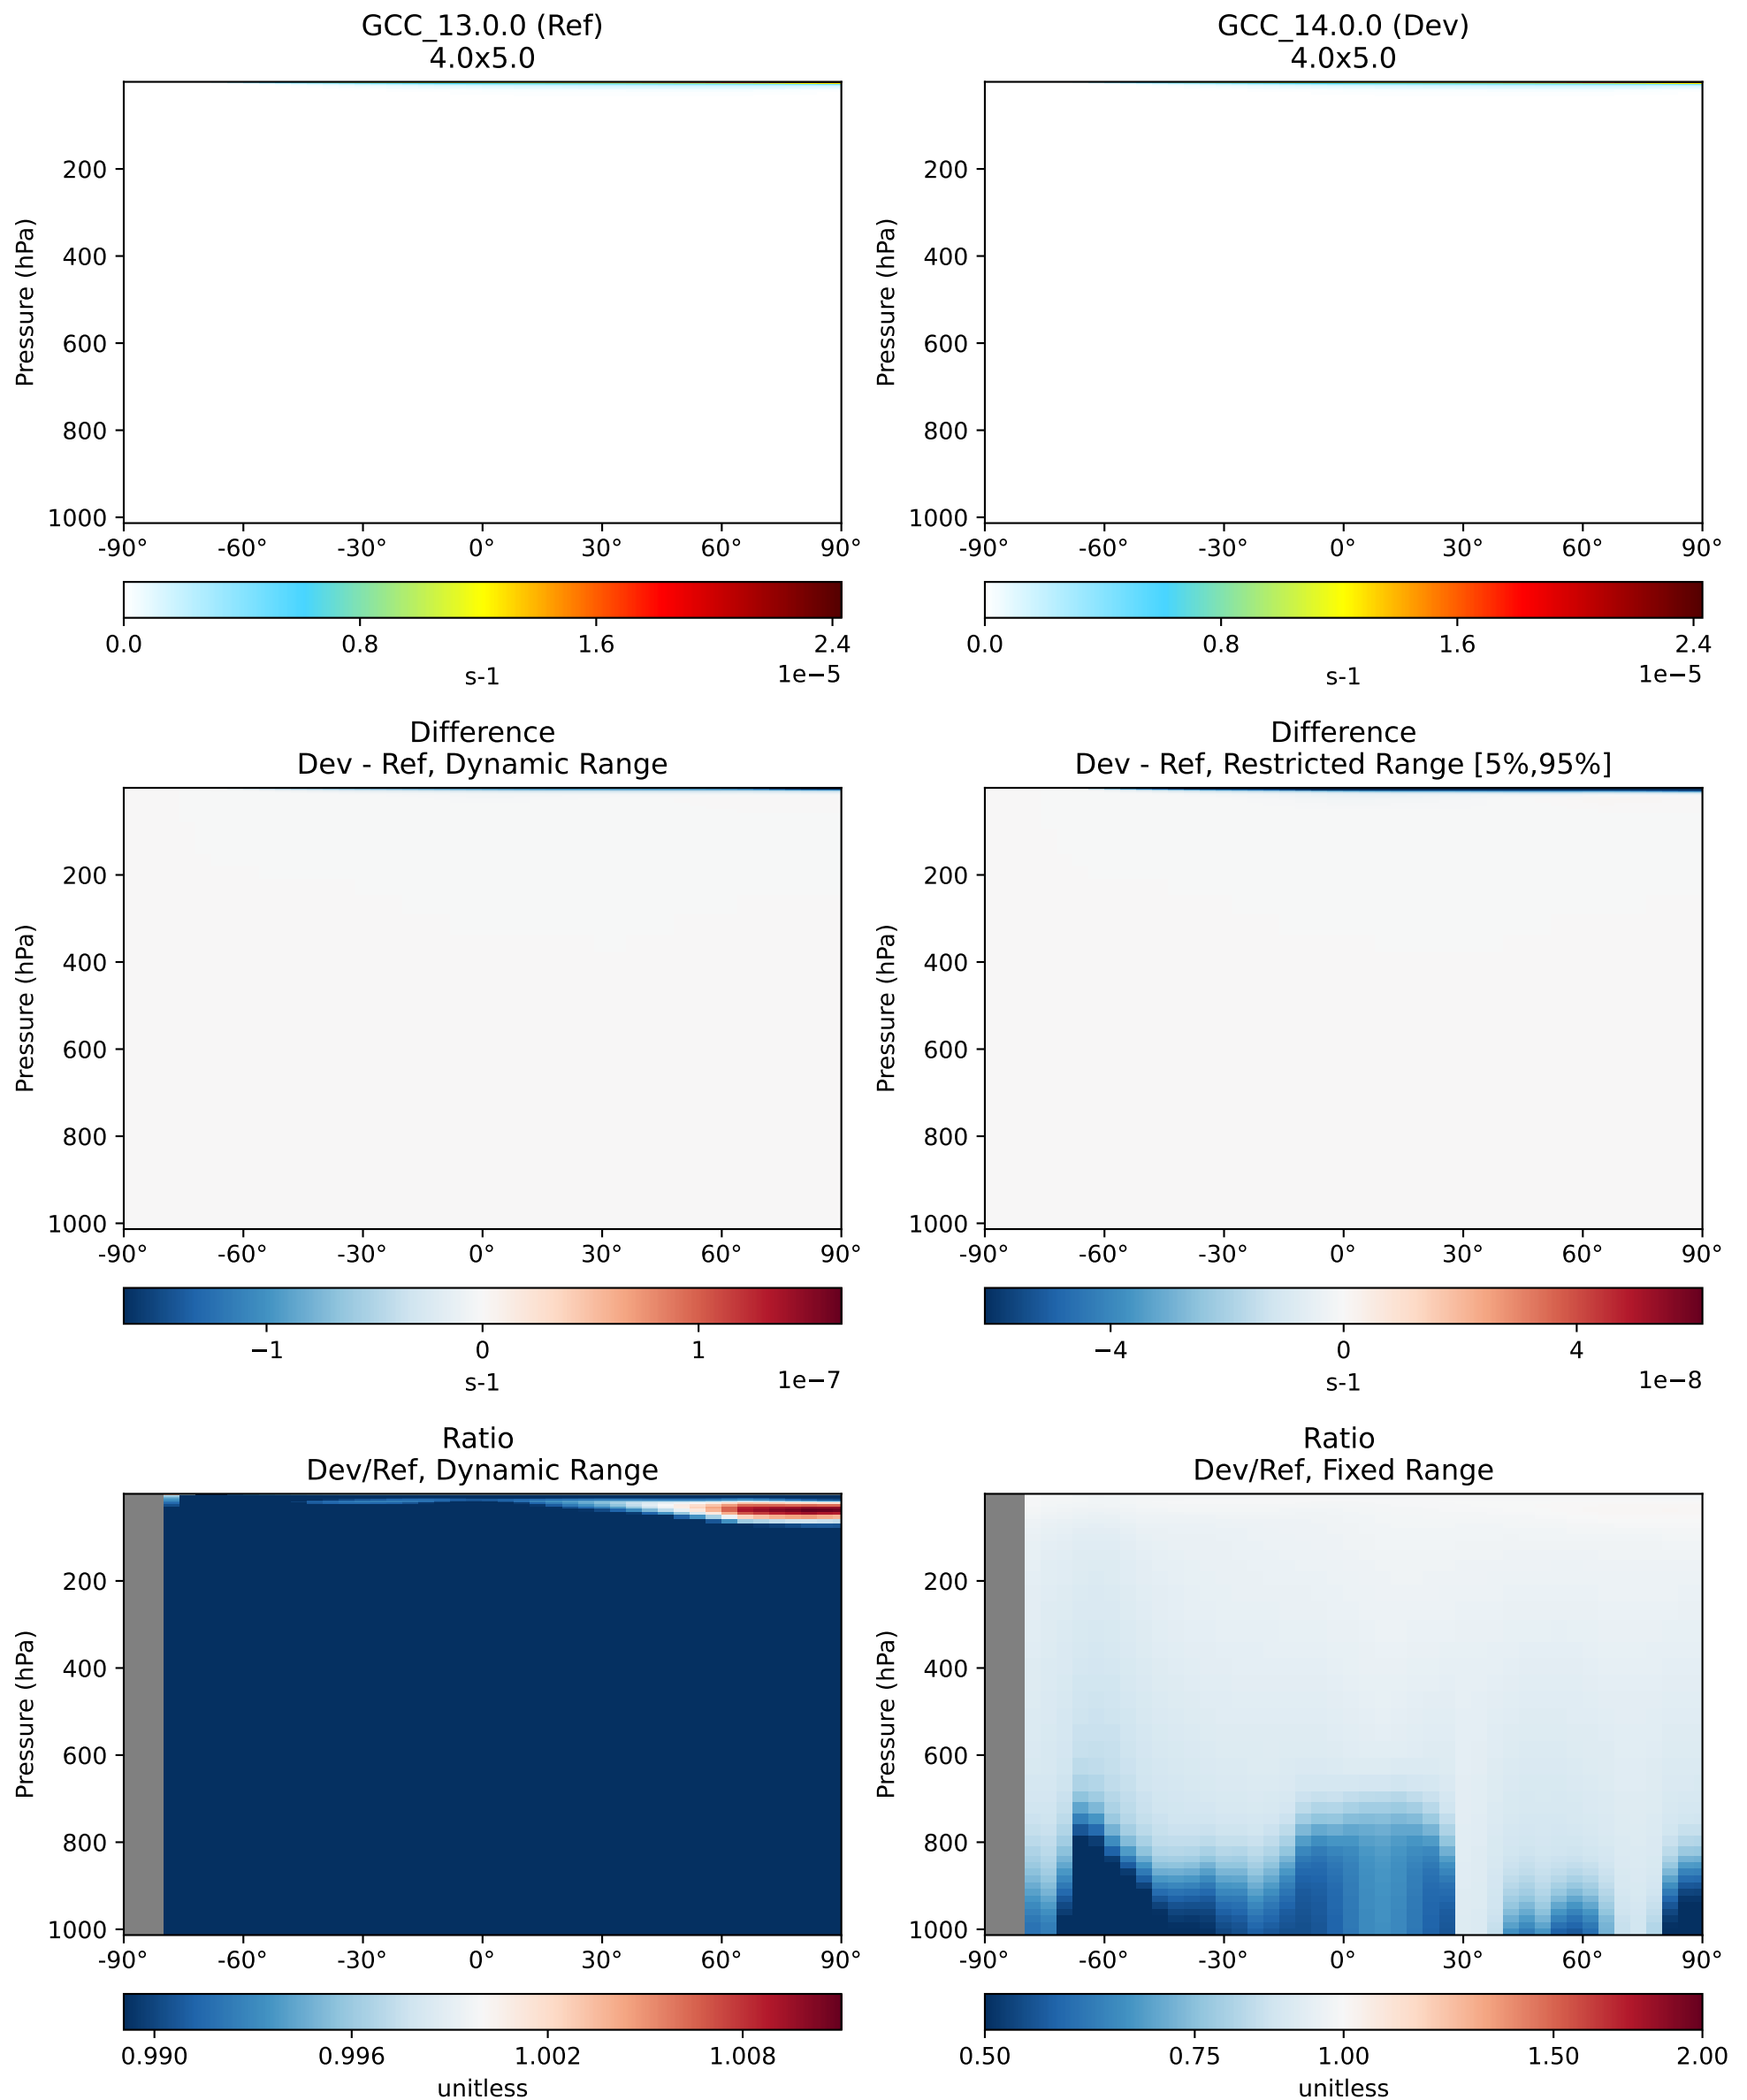 GCC_13.0.0 (Ref)
4.0x5.0
Pressure (hPa)
200
400
600
800
1000
-90° -60° -30° 0° 30° 60° 90°
0.0 0.8 1.6 2.4
s-1 1e−5
GCC_14.0.0 (Dev)
4.0x5.0
Pressure (hPa)
200
400
600
800
1000
-90° -60° -30° 0° 30° 60° 90°
0.0 0.8 1.6 2.4
s-1 1e−5
Difference
Dev - Ref, Dynamic Range
Pressure (hPa)
200
400
600
800
1000
-90° -60° -30° 0° 30° 60° 90°
−1 0 1
s-1 1e−7
Difference
Dev - Ref, Restricted Range [5%,95%]
Pressure (hPa)
200
400
600
800
1000
-90° -60° -30° 0° 30° 60° 90°
−4 0 4
s-1 1e−8
Ratio
Dev/Ref, Dynamic Range
Pressure (hPa)
200
400
600
800
1000
-90° -60° -30° 0° 30° 60° 90°
0.990 0.996 1.002 1.008
unitless
Ratio
Dev/Ref, Fixed Range
Pressure (hPa)
200
400
600
800
1000
-90° -60° -30° 0° 30° 60° 90°
0.50 0.75 1.00 1.50 2.00
unitless